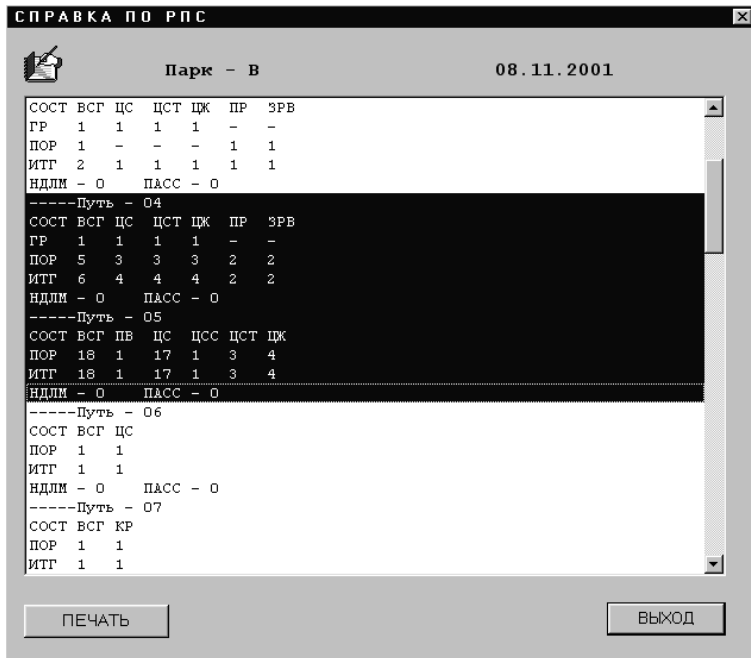 СПРАВКА ПО РПС
Парк - В 08.11.2001
СОСТ ВСГ ЦС ЦСТ ЦЖ ПР ЗРВ
ГР 1 1 1 1 - -
ПОР 1 - - - 1 1
ИТГ 2 1 1 1 1 1
НДЛМ - 0 ПАСС - 0
-----Путь - 04
СОСТ ВСГ ЦС ЦСТ ЦЖ ПР ЗРВ
ГР 1 1 1 1 - -
ПОР 5 3 3 3 2 2
ИТГ 6 4 4 4 2 2
НДЛМ - 0 ПАСС - 0
-----Путь - 05
СОСТ ВСГ ПВ ЦС ЦСС ЦСТ ЦЖ
ПОР 18 1 17 1 3 4
ИТГ 18 1 17 1 3 4
НДЛМ - 0 ПАСС - 0
-----Путь - 06
СОСТ ВСГ ЦС
ПОР 1 1
ИТГ 1 1
НДЛМ - 0 ПАСС - 0
-----Путь - 07
СОСТ ВСГ КР
ПОР 1 1
ИТГ 1 1
ПЕЧАТЬ ВЫХОД